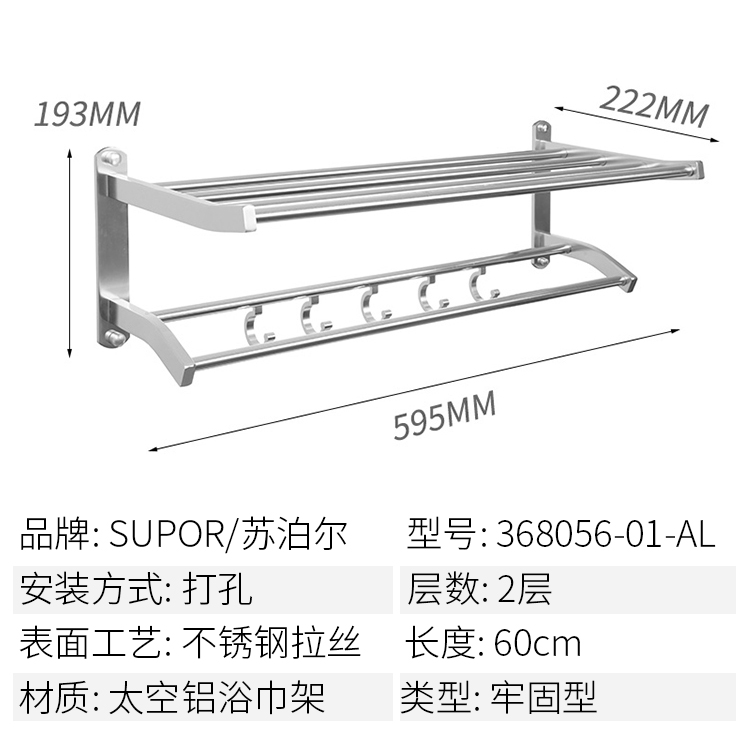 193MM
222MM
595MM
品牌: SUPOR/苏泊尔
型号: 368056-01-AL
安装方式: 打孔
层数: 2层
表面工艺: 不锈钢拉丝
长度: 60cm
材质: 太空铝浴巾架
类型: 牢固型